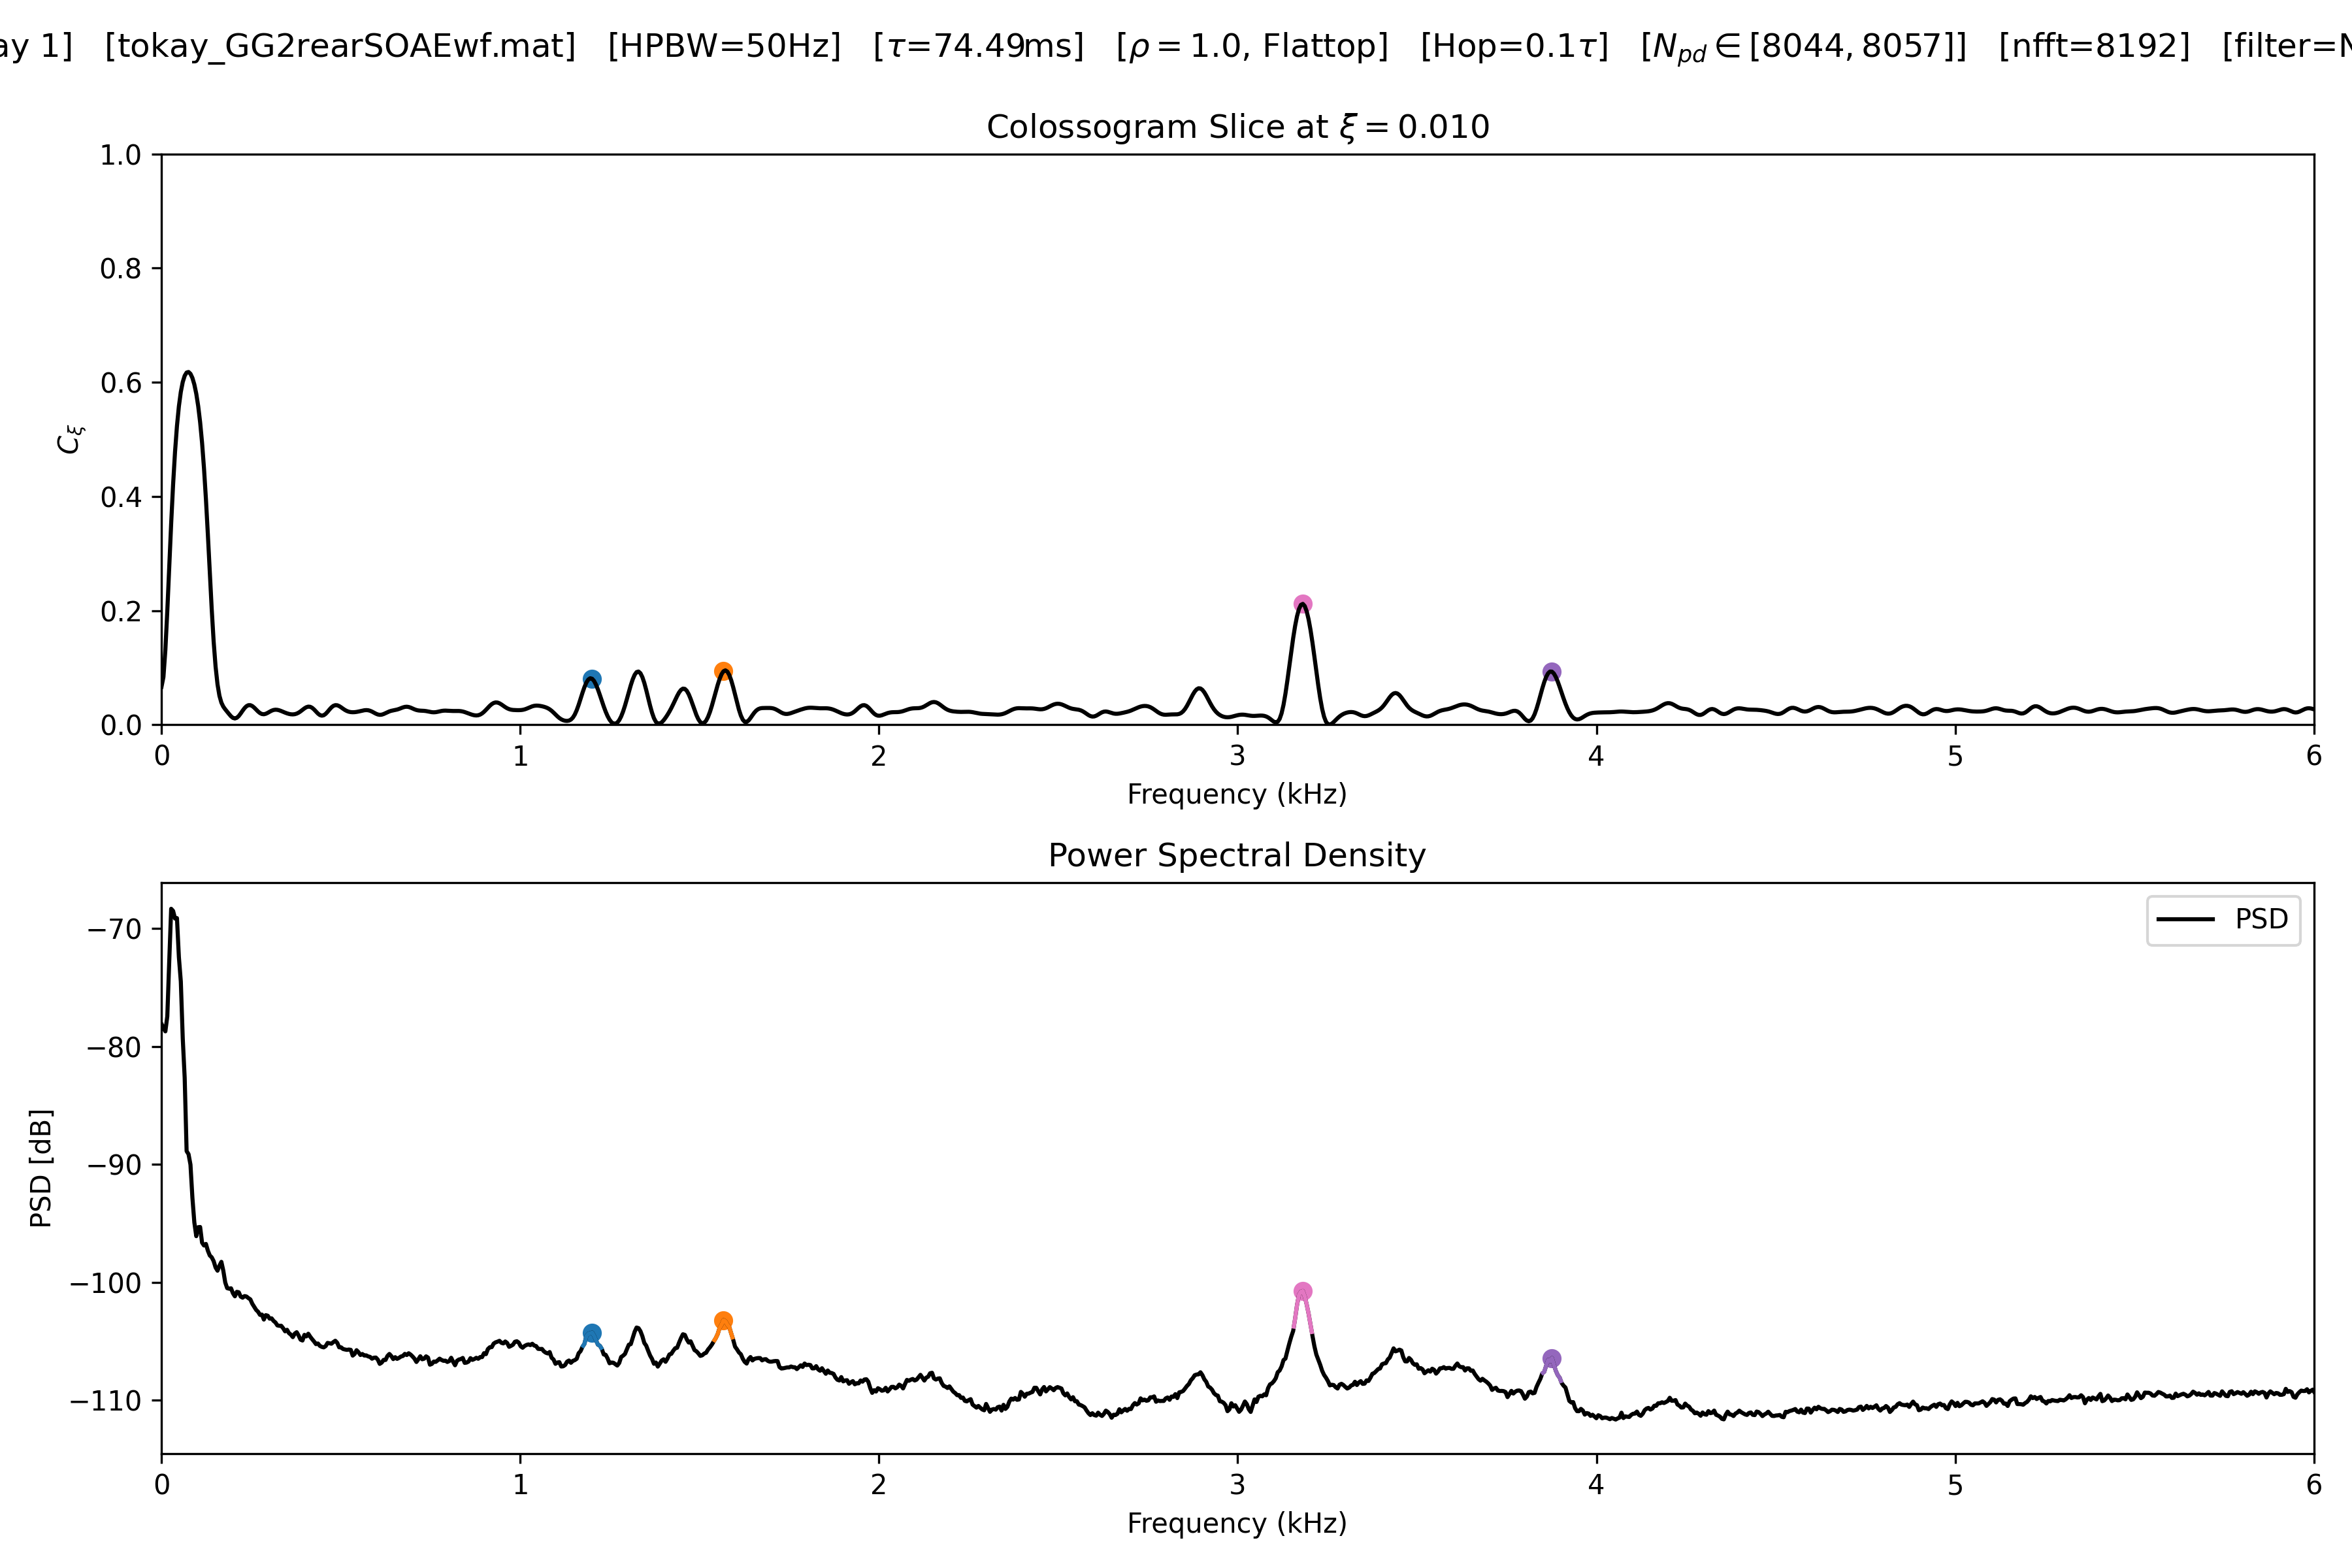 ay 1] [tokay_GG2rearSOAEwf.mat] [HPBW=50Hz] [τ=74.49ms] [ρ = 1.0, Flattop] [Hop=0.1τ] [N_pd ∈ [8044, 8057]] [nfft=8192] [filter=N
Colossogram Slice at ξ = 0.010
1.0
0.8
0.6
0.4
0.2
0.0
C_ξ
0 1 2 3 4 5 6
Frequency (kHz)
Power Spectral Density
PSD
−70
−80
−90
−100
−110
PSD [dB]
0 1 2 3 4 5 6
Frequency (kHz)